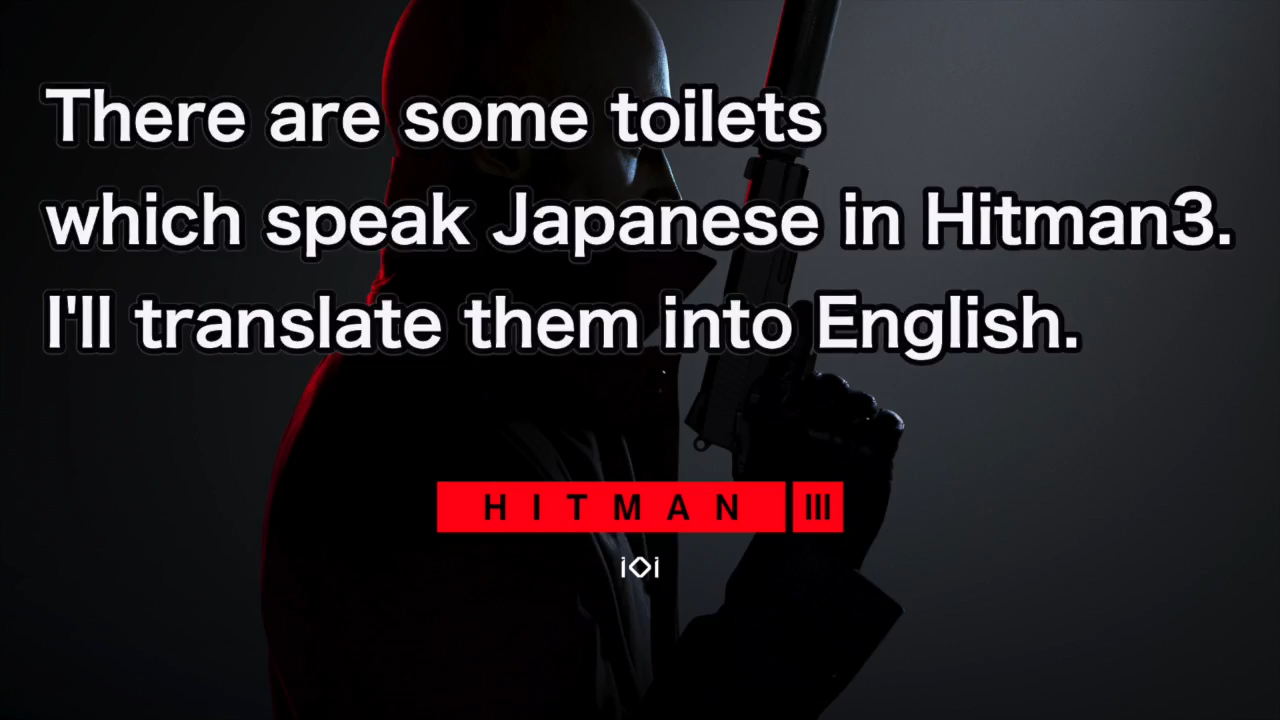 There are some toilets
which speak Japanese in Hitman3.
I'll translate them into English.
HITMAN III
iOi